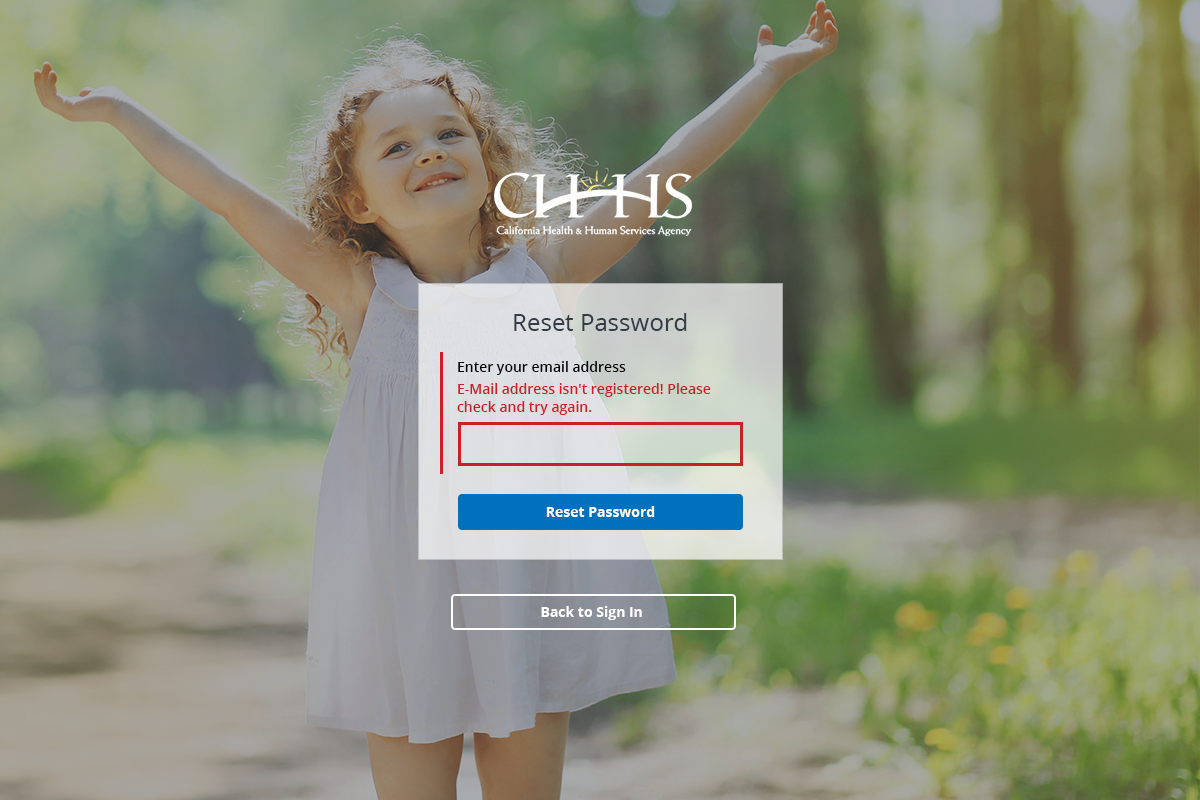 CHHS
California Health & Human Services Agency
Reset Password
Enter your email address
E-Mail address isn't registered! Please
check and try again.
Reset Password
Back to Sign In